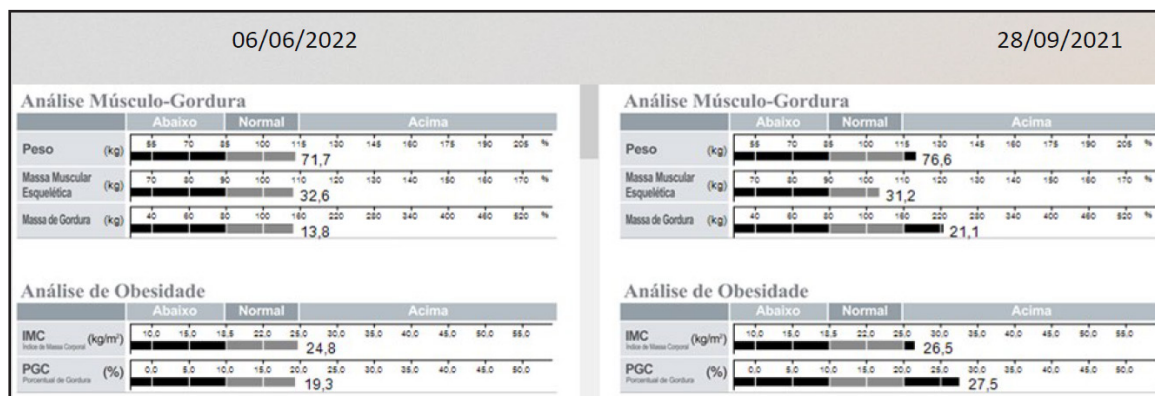 06/06/2022
28/09/2021
Análise Músculo-Gordura
Abaixo Normal Acima
Peso (kg) 55 70 85 100 115 130 145 160 175 190 205 %
71,7
Massa Muscular Esquelética (kg) 70 80 90 100 110 120 130 140 150 160 170 %
32,6
Massa de Gordura (kg) 40 60 80 100 160 220 280 340 400 460 520 %
13,8
Análise de Obesidade
Abaixo Normal Acima
IMC (kg/m²) 10.0 15.0 18.5 22.0 25.0 30.0 35.0 40.0 45.0 50.0 55.0
Índice de Massa Corporal
24,8
PGC (%) 0.0 5.0 10.0 15.0 20.0 25.0 30.0 35.0 40.0 45.0 50.0
Porcentual de Gordura
19,3
Análise Músculo-Gordura
Abaixo Normal Acima
Peso (kg) 55 70 85 100 115 130 145 160 175 190 205 %
76,6
Massa Muscular Esquelética (kg) 70 80 90 100 110 120 130 140 150 160 170 %
31,2
Massa de Gordura (kg) 40 60 80 100 160 220 280 340 400 460 520 %
21,1
Análise de Obesidade
Abaixo Normal Acima
IMC (kg/m²) 10.0 15.0 18.5 22.0 25.0 30.0 35.0 40.0 45.0 50.0 55.0
Índice de Massa Corporal
26,5
PGC (%) 0.0 5.0 10.0 15.0 20.0 25.0 30.0 35.0 40.0 45.0 50.0
Porcentual de Gordura
27,5